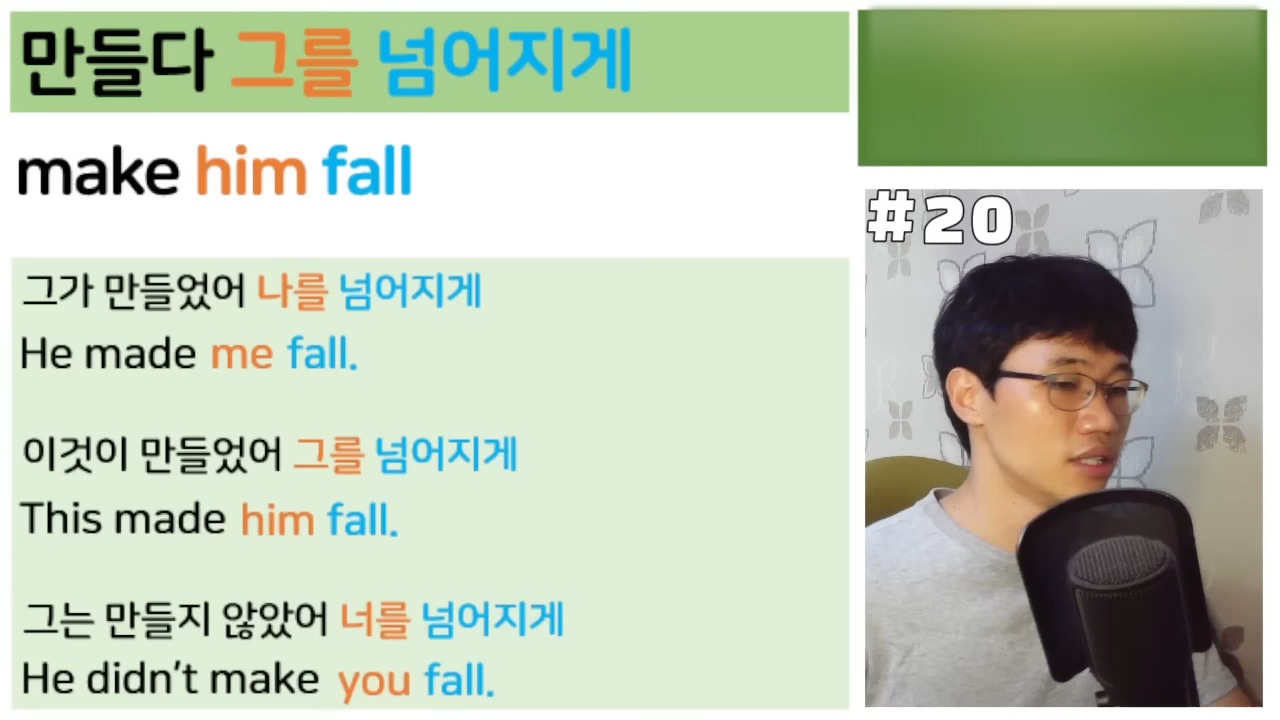 만들다 그를 넘어지게
make him fall
그가 만들었어 나를 넘어지게
He made me fall.
이것이 만들었어 그를 넘어지게
This made him fall.
그는 만들지 않았어 너를 넘어지게
He didn't make you fall.
#20